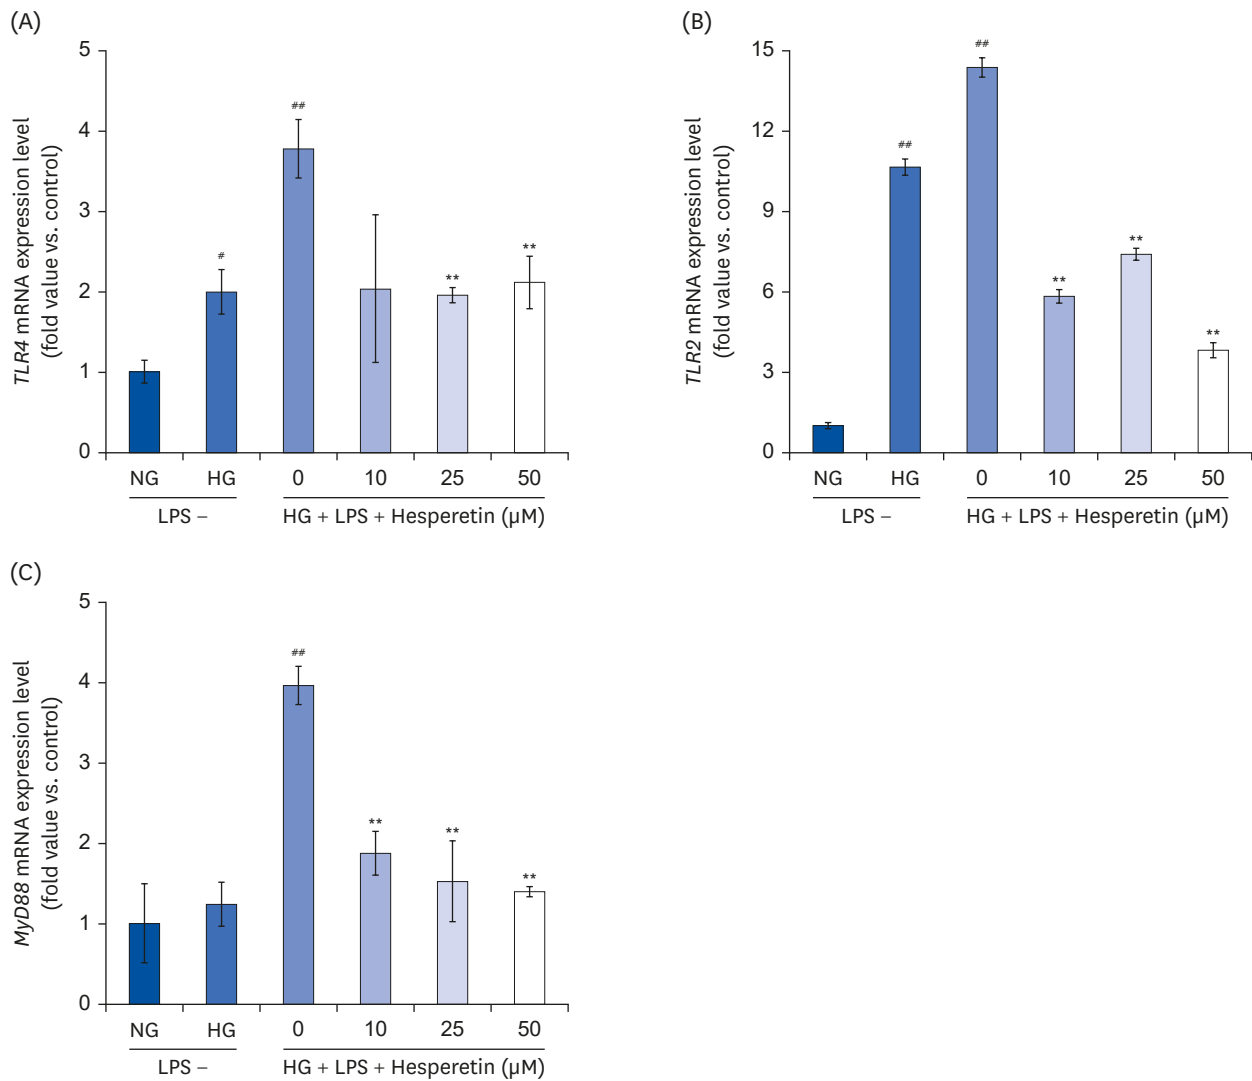 (A)
TLR4 mRNA expression level
(fold value vs. control)
5
4
3
2
1
0
#
##
**
**
NG HG 0 10 25 50
LPS – HG + LPS + Hesperetin (μM)
(B)
TLR2 mRNA expression level
(fold value vs. control)
15
12
9
6
3
0
##
##
**
**
**
NG HG 0 10 25 50
LPS – HG + LPS + Hesperetin (μM)
(C)
MyD88 mRNA expression level
(fold value vs. control)
5
4
3
2
1
0
##
**
**
**
NG HG 0 10 25 50
LPS – HG + LPS + Hesperetin (μM)